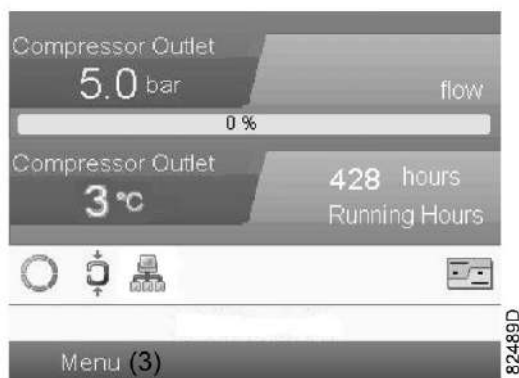 Compressor Outlet
5.0 bar
flow
0 %
Compressor Outlet
3 °C
428 hours
Running Hours
Menu (3)
82489D